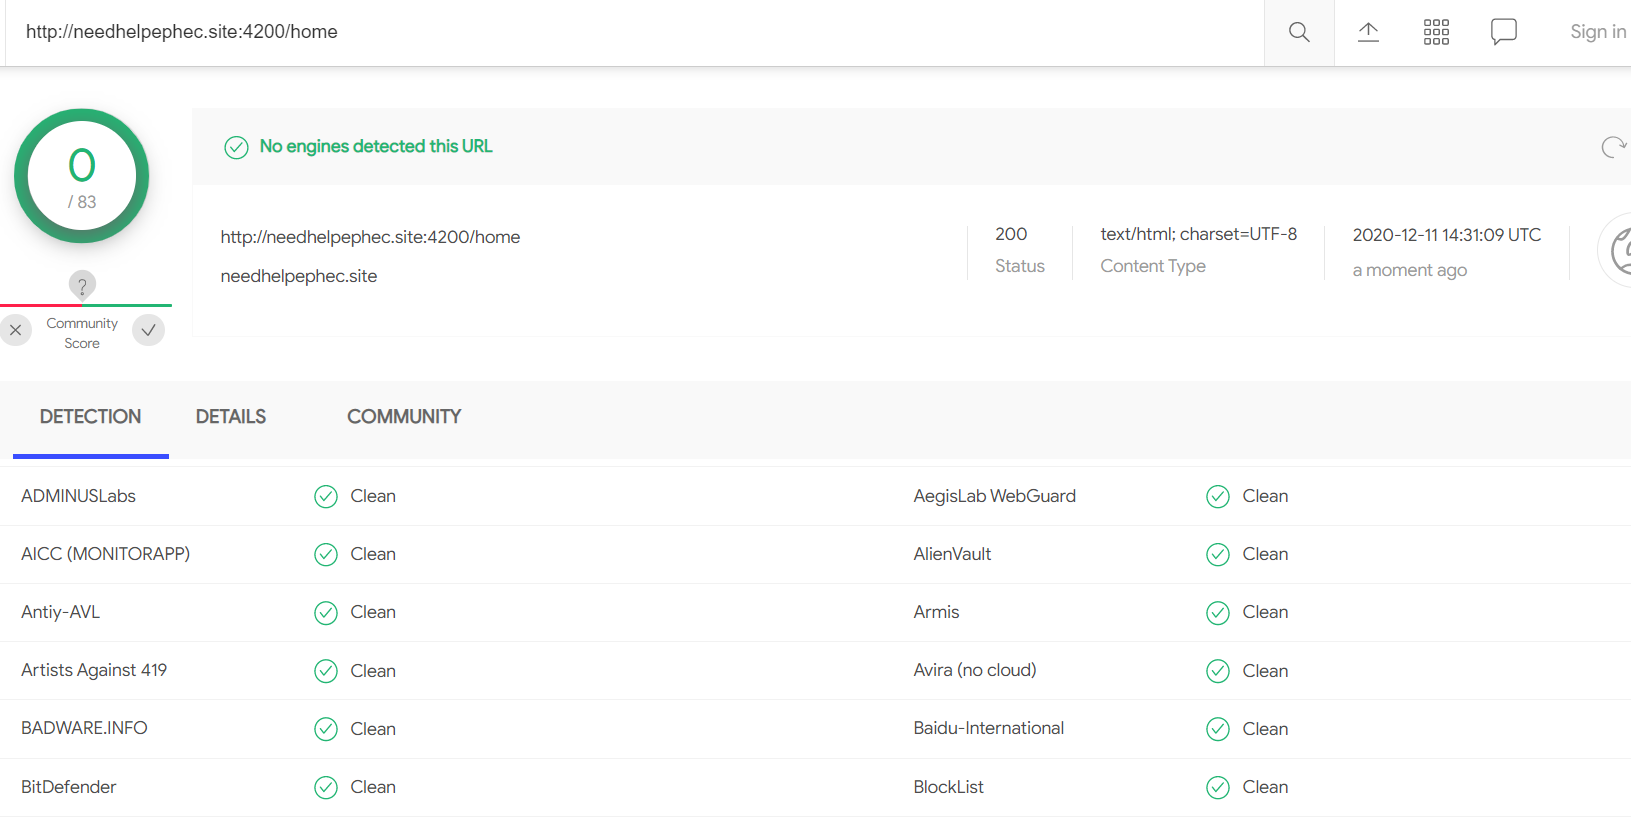 http://needhelpephec.site:4200/home
Sign in
0
/ 83
No engines detected this URL
http://needhelpephec.site:4200/home
needhelpephec.site
200
Status
text/html; charset=UTF-8
Content Type
2020-12-11 14:31:09 UTC
a moment ago
?
Community
Score
DETECTION DETAILS COMMUNITY
ADMINUSLabs Clean AegisLab WebGuard Clean
AICC (MONITORAPP) Clean AlienVault Clean
Antiy-AVL Clean Armis Clean
Artists Against 419 Clean Avira (no cloud) Clean
BADWARE.INFO Clean Baidu-International Clean
BitDefender Clean BlockList Clean